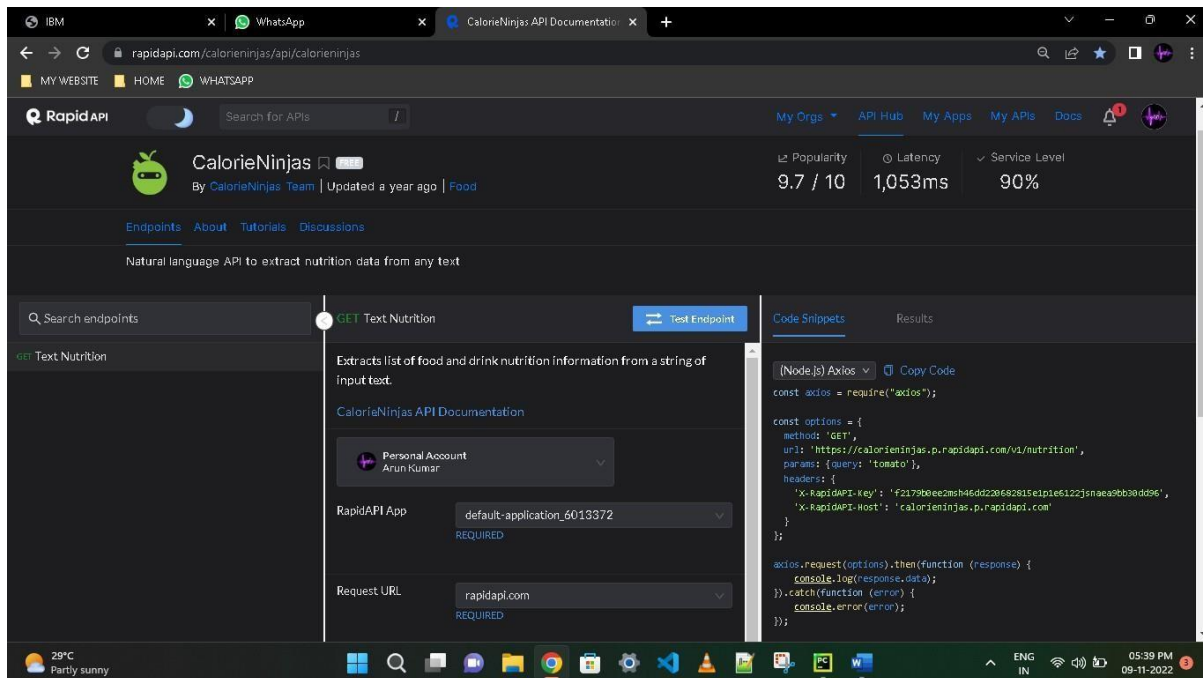 IBM
WhatsApp
CalorieNinjas API Documentation
rapidapi.com/calorieninjas/api/calorieninjas
MY WEBSITE HOME WHATSAPP
Rapid API
Search for APIs /
My Orgs API Hub My Apps My APIs Docs 1
CalorieNinjas FREE
By CalorieNinjas Team | Updated a year ago | Food
Popularity Latency Service Level
9.7 / 10 1,053ms 90%
Endpoints About Tutorials Discussions
Natural language API to extract nutrition data from any text
Search endpoints
GET Text Nutrition
GET Text Nutrition
Test Endpoint
Extracts list of food and drink nutrition information from a string of
input text.
CalorieNinjas API Documentation
Personal Account
Arun Kumar
RapidAPI App
default-application_6013372
REQUIRED
Request URL
rapidapi.com
REQUIRED
Code Snippets Results
(Node.js) Axios Copy Code
const axios = require("axios");
const options = {
method: 'GET',
url: 'https://calorieninjas.p.rapidapi.com/v1/nutrition',
params: {query: 'tomato'},
headers: {
'X-RapidAPI-Key': 'f2179b0ee2msh46dd220682815e1p1e6122jsnaea9bb30dd96',
'X-RapidAPI-Host': 'calorieninjas.p.rapidapi.com'
}
};
axios.request(options).then(function (response) {
console.log(response.data);
}).catch(function (error) {
console.error(error);
});
29°C
Partly sunny
ENG
IN
05:39 PM
09-11-2022
3